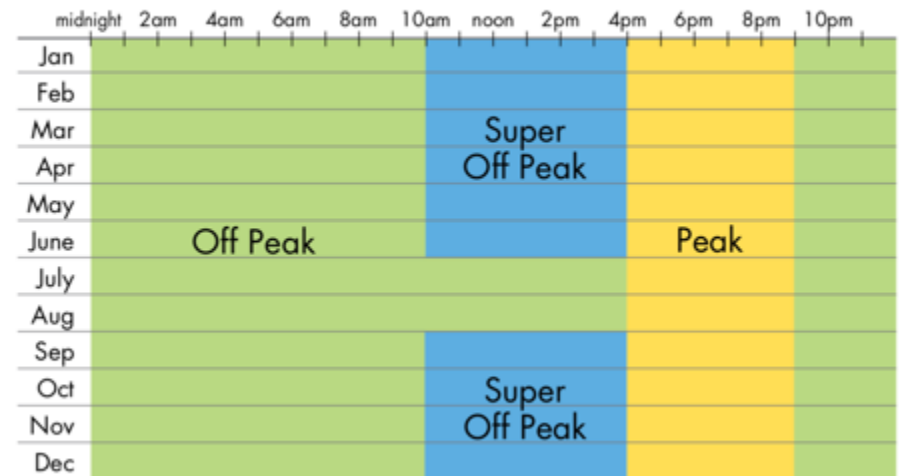 midnight 2am 4am 6am 8am 10am noon 2pm 4pm 6pm 8pm 10pm
Jan
Feb
Mar Super
Apr Off Peak
May
June Off Peak Peak
July
Aug
Sep
Oct Super
Nov Off Peak
Dec